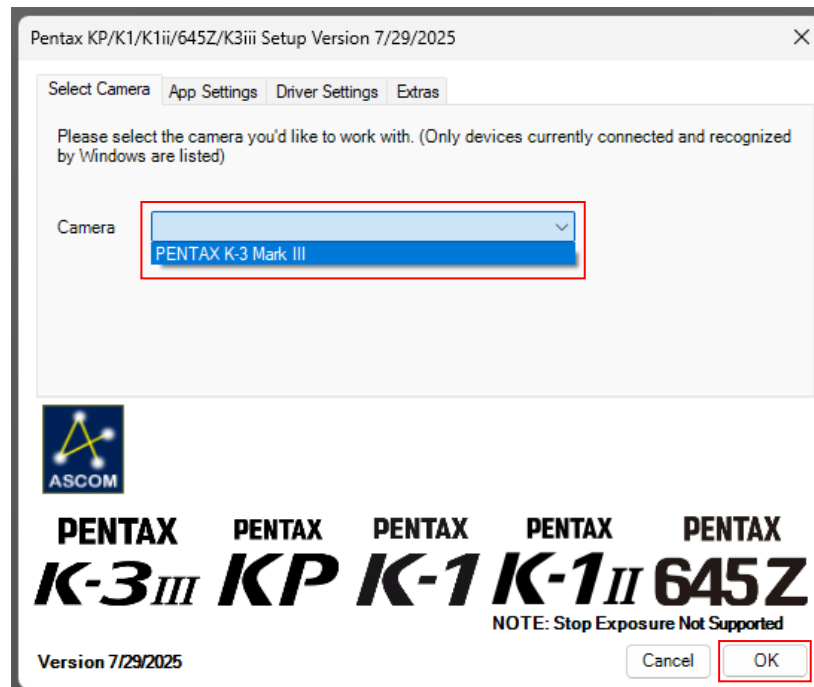 Pentax KP/K1/K1ii/645Z/K3iii Setup Version 7/29/2025
Select Camera App Settings Driver Settings Extras
Please select the camera you'd like to work with. (Only devices currently connected and recognized
by Windows are listed)
Camera
PENTAX K-3 Mark III
ASCOM
PENTAX PENTAX PENTAX PENTAX PENTAX
K-3III KP K-1 K-1II 645Z
NOTE: Stop Exposure Not Supported
Version 7/29/2025 Cancel OK